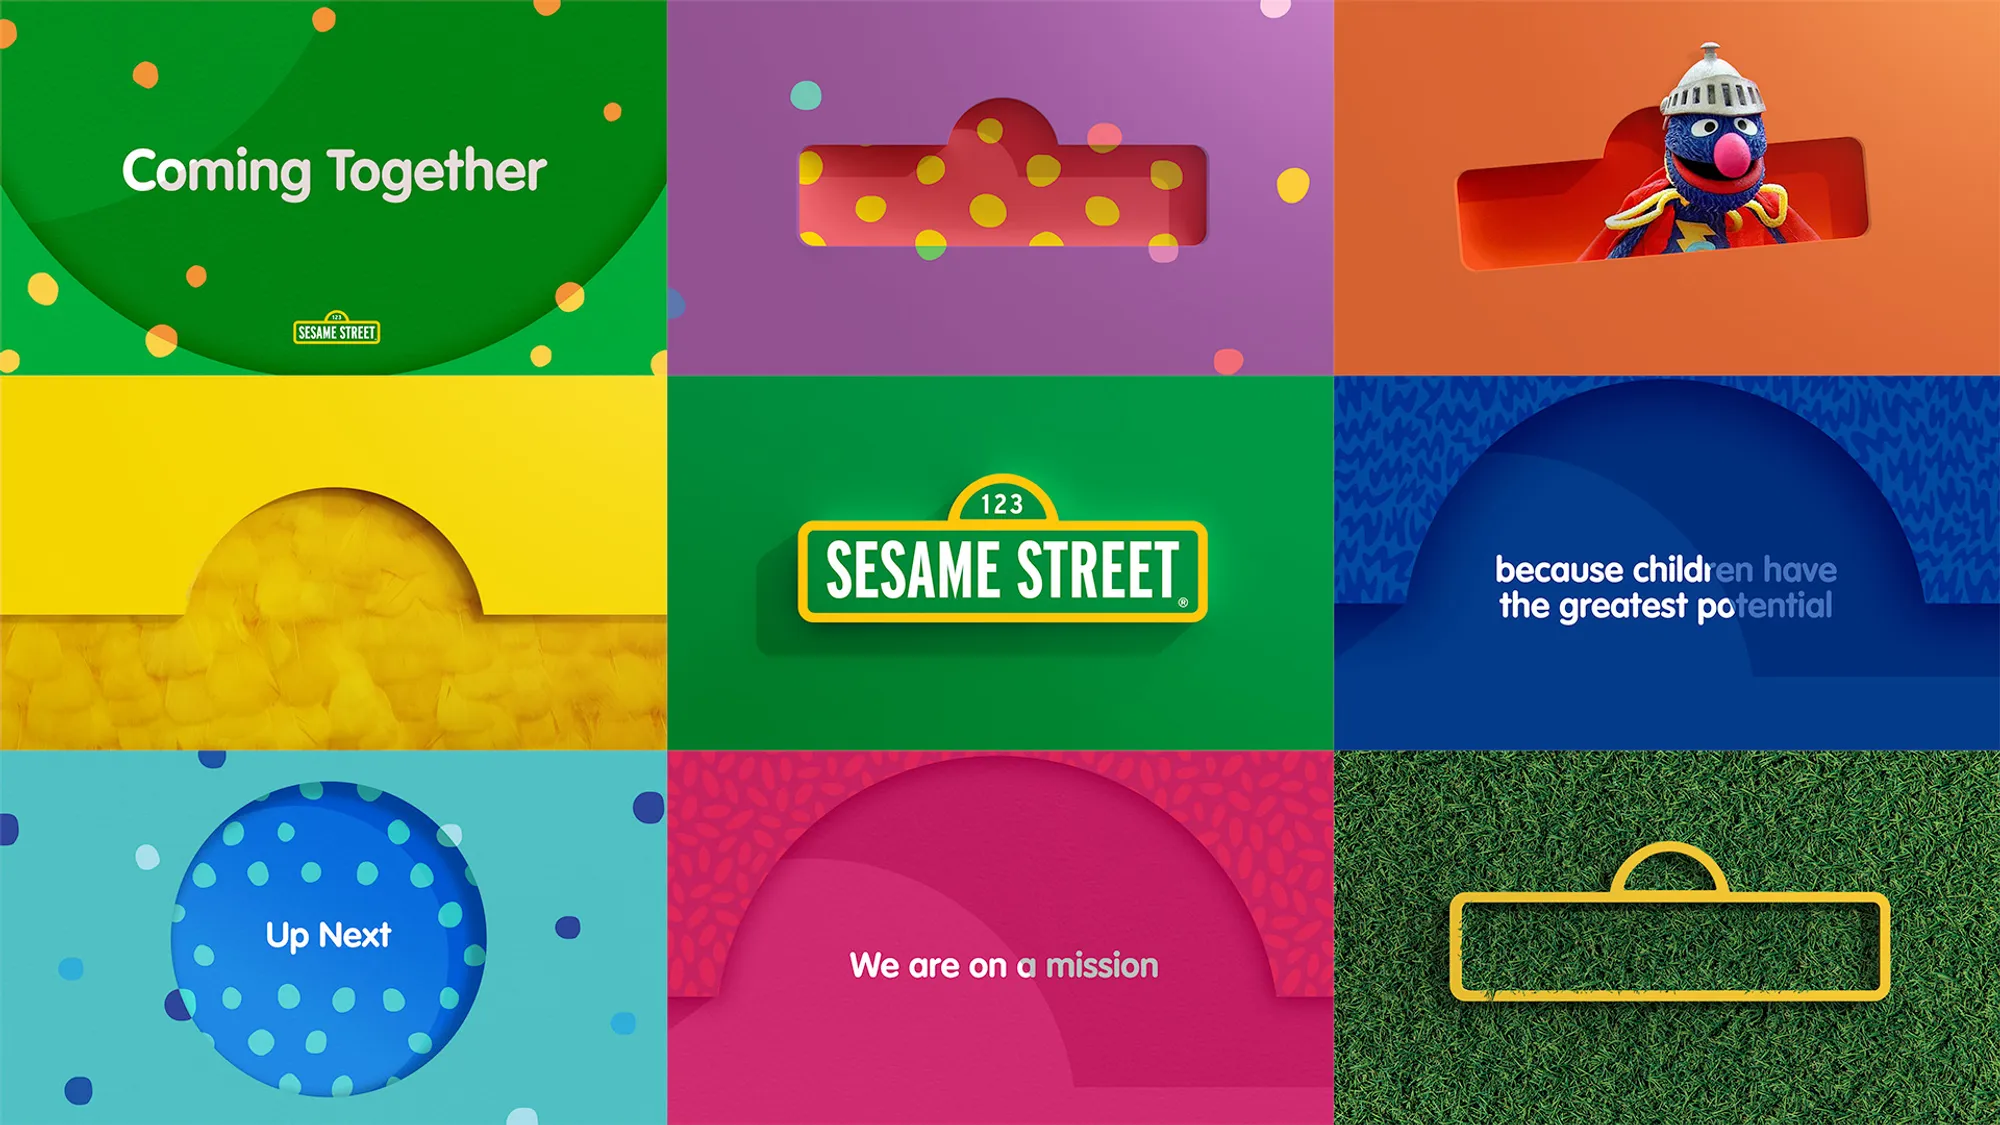 Coming Together
123
SESAME STREET
123
SESAME STREET®
because children have
the greatest potential
Up Next
We are on a mission